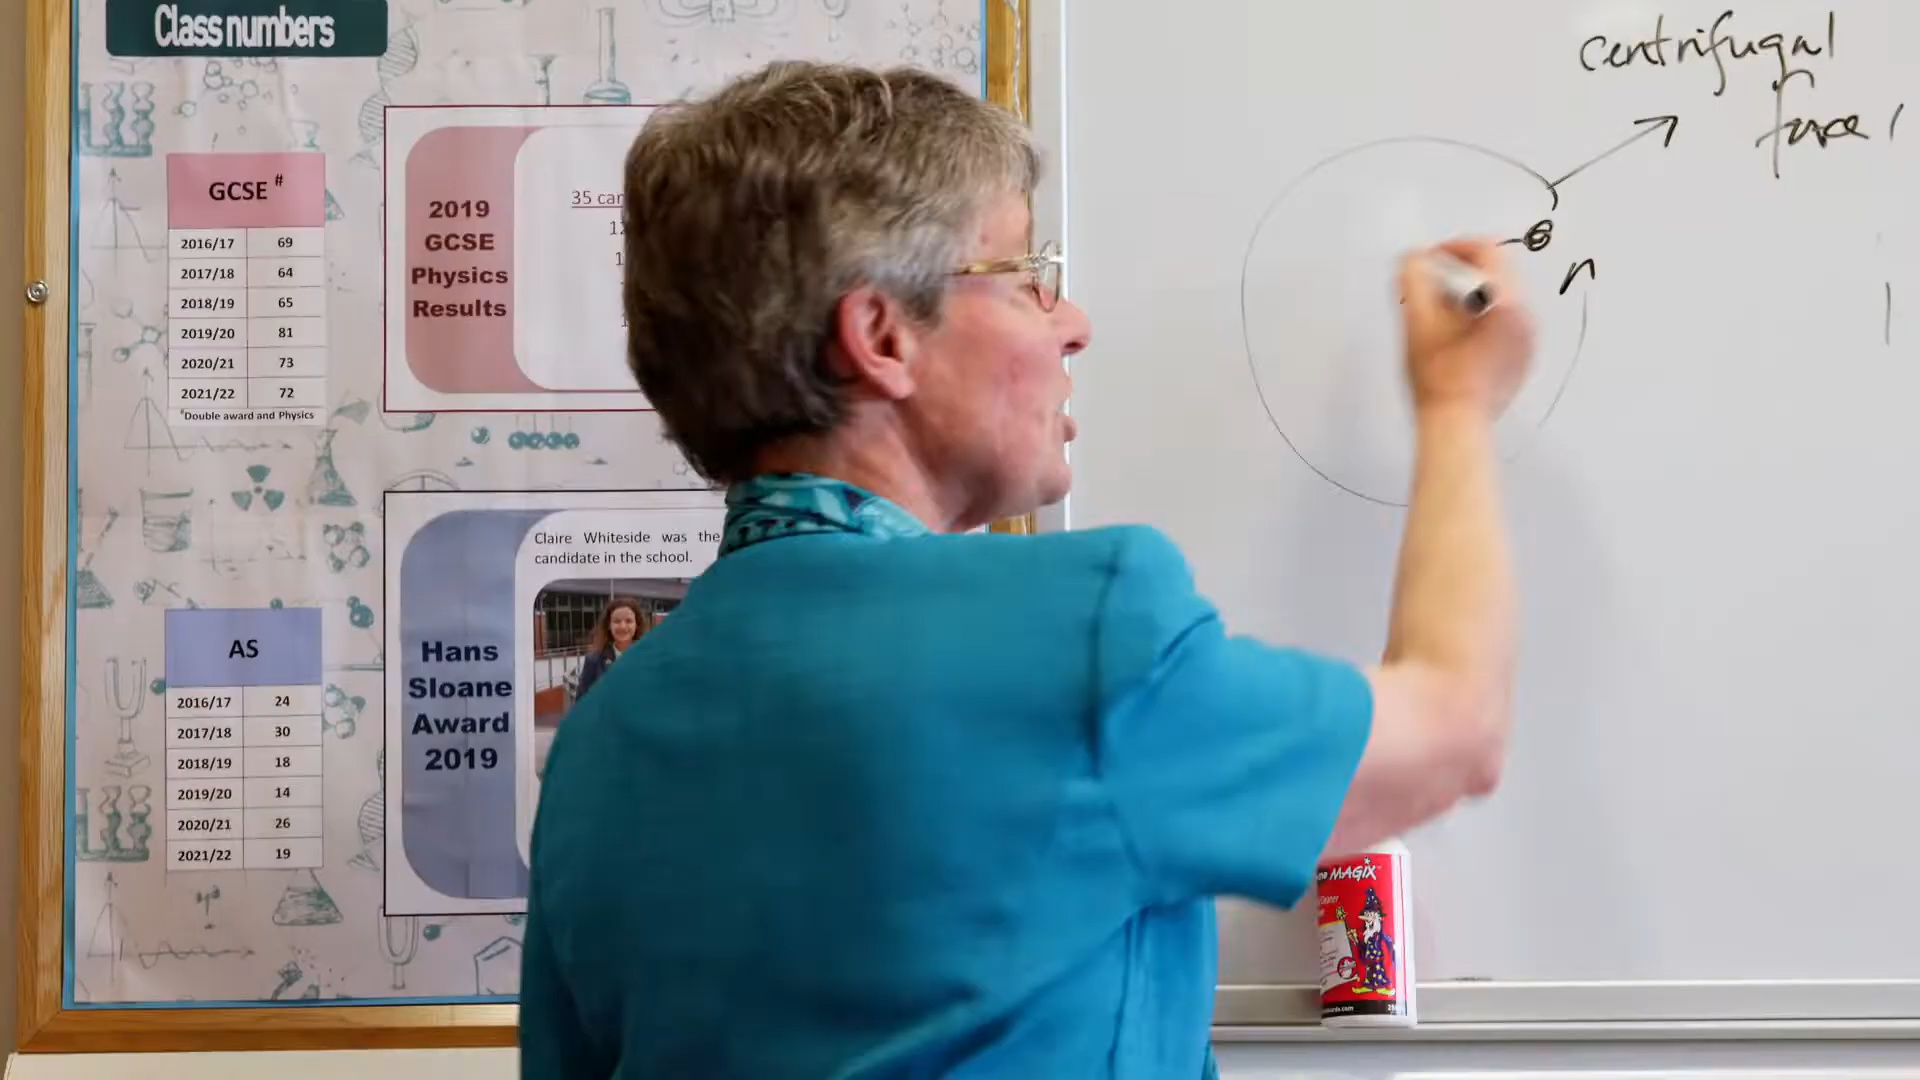 Class numbers
GCSE #
2016/17 69
2017/18 64
2018/19 65
2019/20 81
2020/21 73
2021/22 72
#Double award and Physics
2019
GCSE
Physics
Results
35
AS
2016/17 24
2017/18 30
2018/19 18
2019/20 14
2020/21 26
2021/22 19
Hans
Sloane
Award
2019
Claire Whiteside was the
candidate in the school.
centrifugal
force
MAGIX